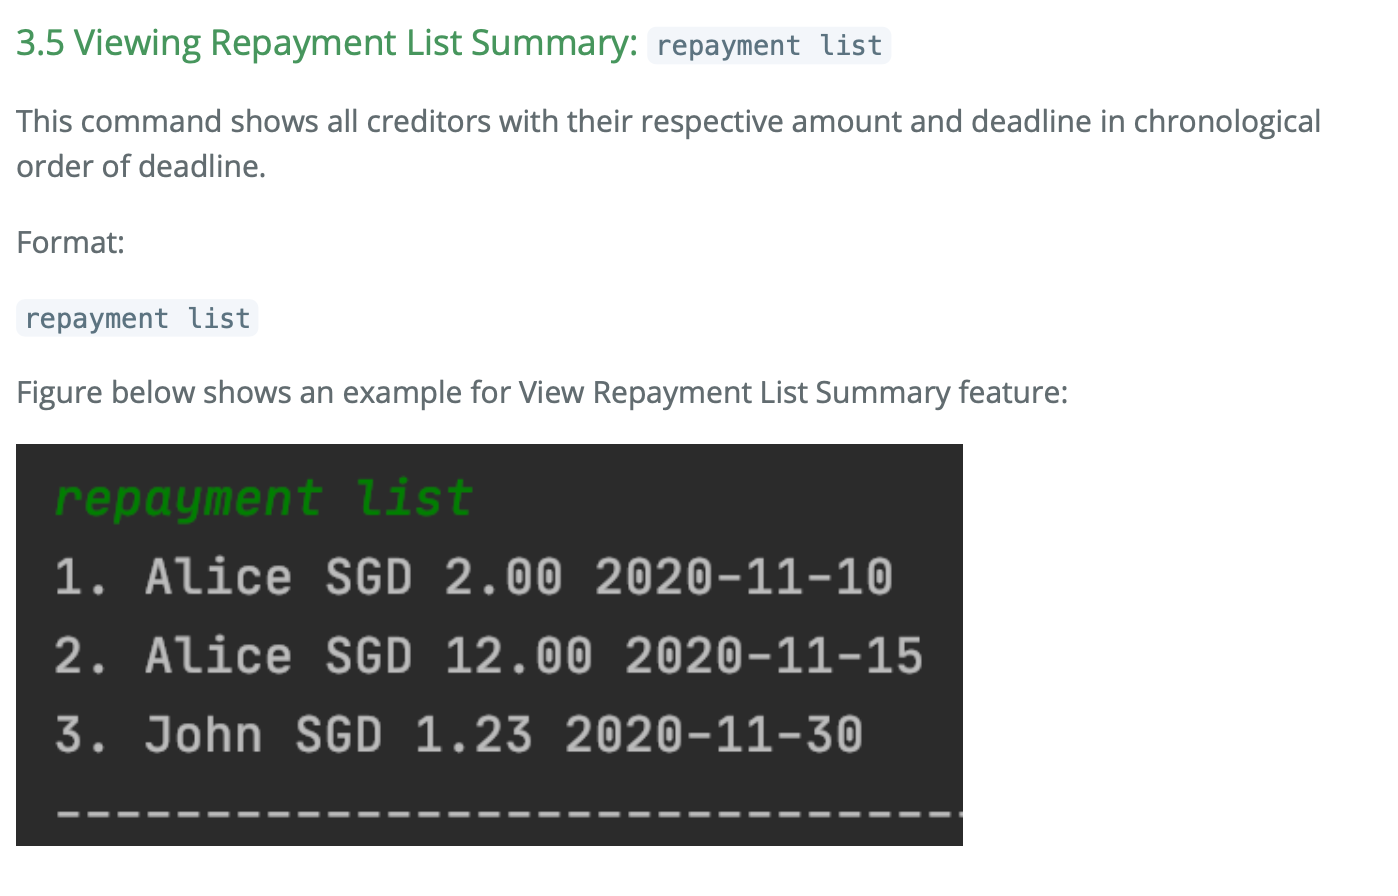 3.5 Viewing Repayment List Summary: repayment list
This command shows all creditors with their respective amount and deadline in chronological
order of deadline.
Format:
repayment list
Figure below shows an example for View Repayment List Summary feature:
repayment list
1. Alice SGD 2.00 2020-11-10
2. Alice SGD 12.00 2020-11-15
3. John SGD 1.23 2020-11-30
-------------------------------